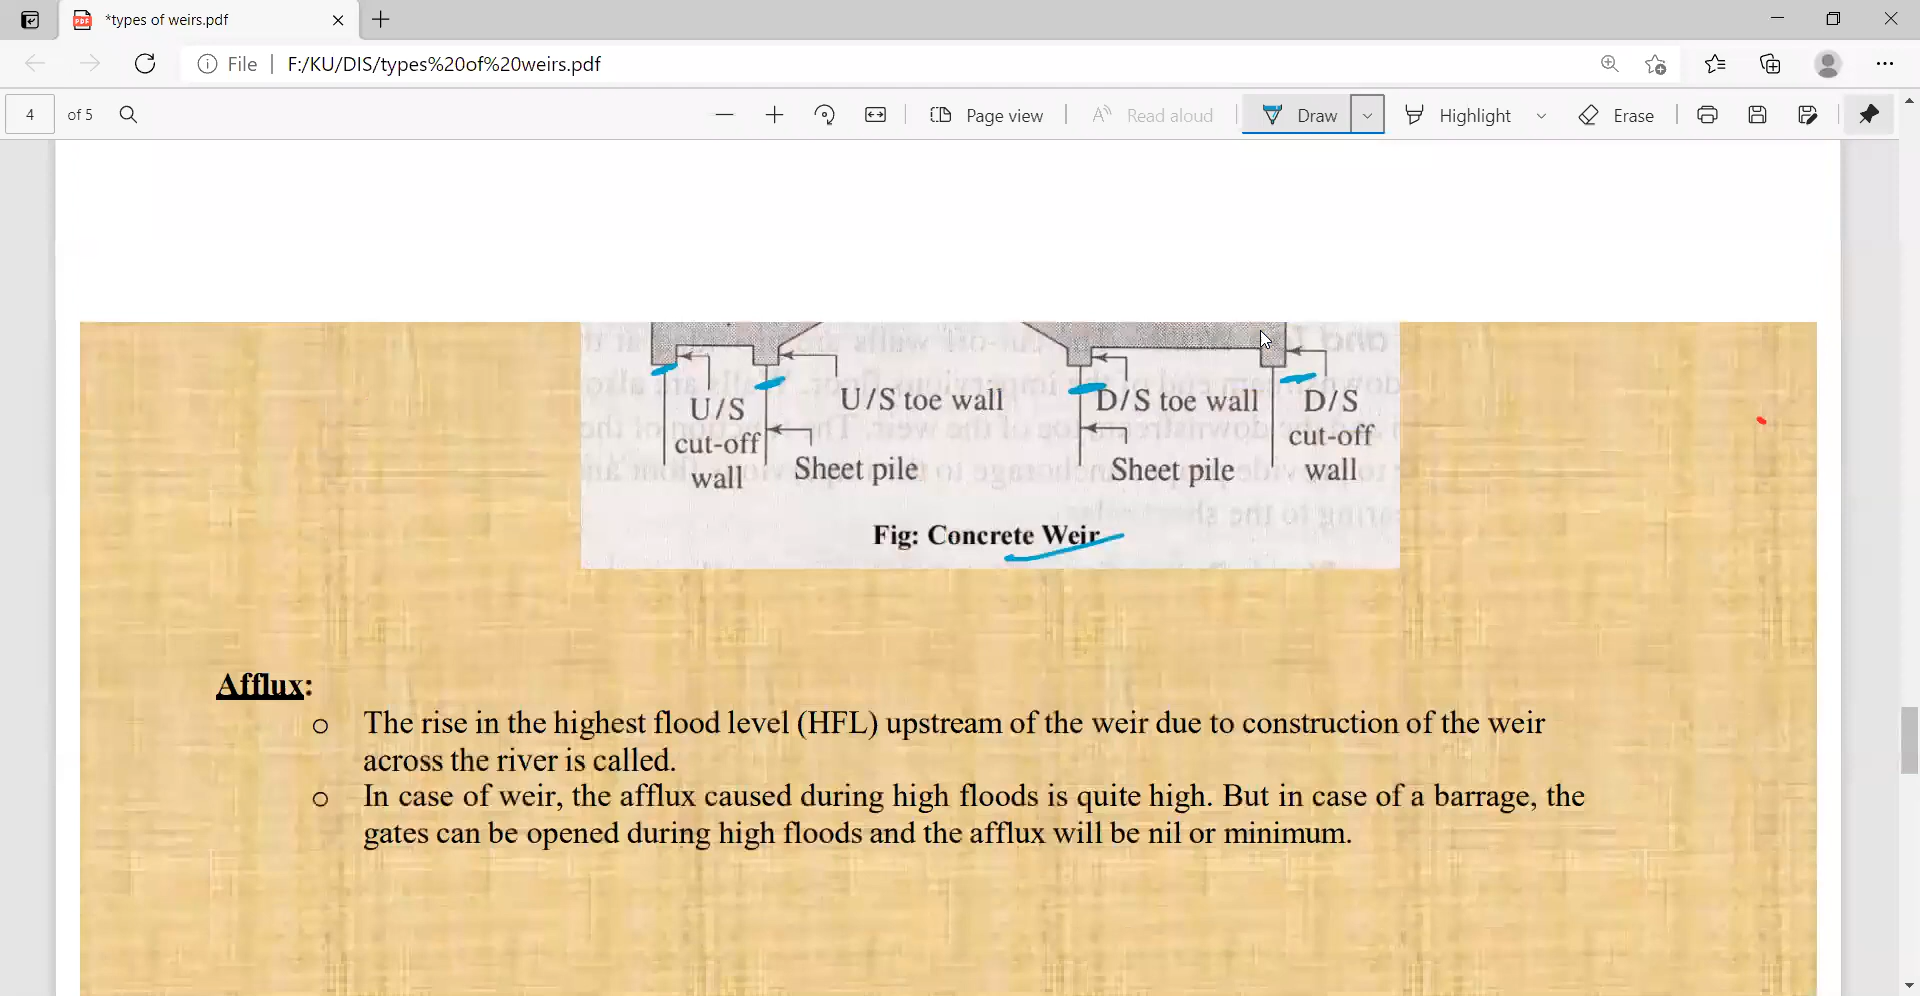 *types of weirs.pdf
File
F:/KU/DIS/types%20of%20weirs.pdf
4 of 5
Page view
Read aloud
Draw
Highlight
Erase
U/S cut-off wall
U/S toe wall
Sheet pile
D/S toe wall
Sheet pile
D/S cut-off wall
Fig: Concrete Weir
Afflux:
o The rise in the highest flood level (HFL) upstream of the weir due to construction of the weir
across the river is called.
o In case of weir, the afflux caused during high floods is quite high. But in case of a barrage, the
gates can be opened during high floods and the afflux will be nil or minimum.